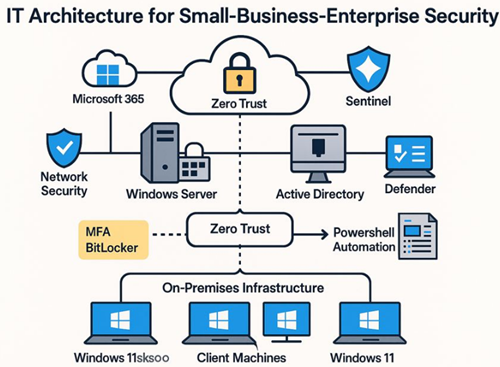 IT Architecture for Small-Business-Enterprise Security
Microsoft 365
Zero Trust
Sentinel
Network
Security
Windows Server
Active Directory
Defender
MFA
BitLocker
Zero Trust
Powershell
Automation
On-Premises Infrastructure
Windows 11sksoo
Client Machines
Windows 11